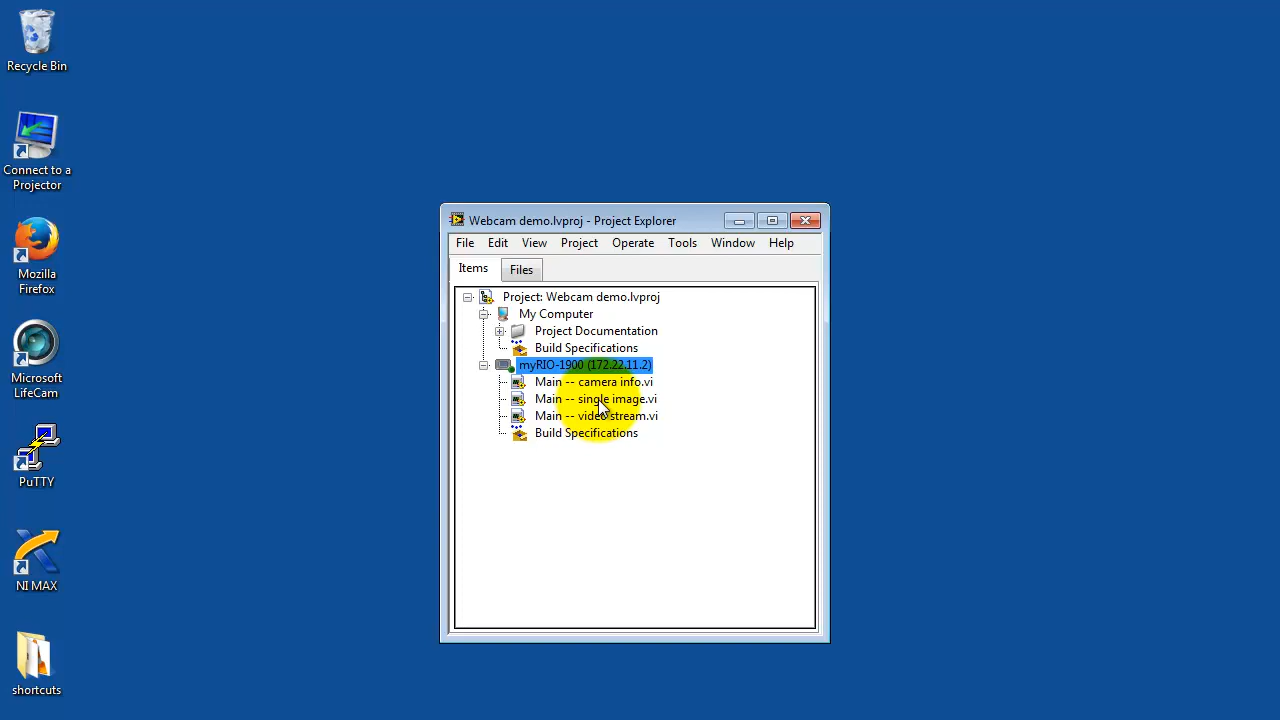 Recycle Bin
Connect to a
Projector
Mozilla
Firefox
Microsoft
LifeCam
PuTTY
NI MAX
shortcuts
Webcam demo.lvproj - Project Explorer
File Edit View Project Operate Tools Window Help
Items Files
Project: Webcam demo.lvproj
My Computer
Project Documentation
Build Specifications
myRIO-1900 (172.22.11.2)
Main -- camera info.vi
Main -- single image.vi
Main -- video stream.vi
Build Specifications